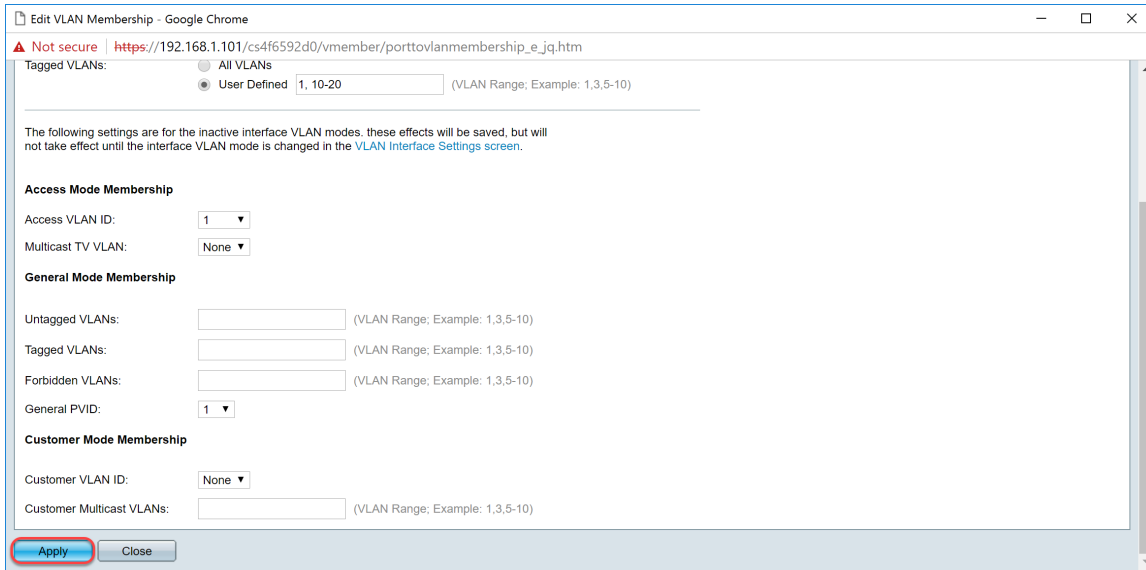 Edit VLAN Membership - Google Chrome
Not secure https://192.168.1.101/cs4f6592d0/vmember/porttovlanmembership_e_jq.htm
Tagged VLANs: All VLANs
User Defined 1, 10-20 (VLAN Range; Example: 1,3,5-10)
The following settings are for the inactive interface VLAN modes. these effects will be saved, but will
not take effect until the interface VLAN mode is changed in the VLAN Interface Settings screen.
Access Mode Membership
Access VLAN ID: 1
Multicast TV VLAN: None
General Mode Membership
Untagged VLANs: (VLAN Range; Example: 1,3,5-10)
Tagged VLANs: (VLAN Range; Example: 1,3,5-10)
Forbidden VLANs: (VLAN Range; Example: 1,3,5-10)
General PVID: 1
Customer Mode Membership
Customer VLAN ID: None
Customer Multicast VLANs: (VLAN Range; Example: 1,3,5-10)
Apply Close